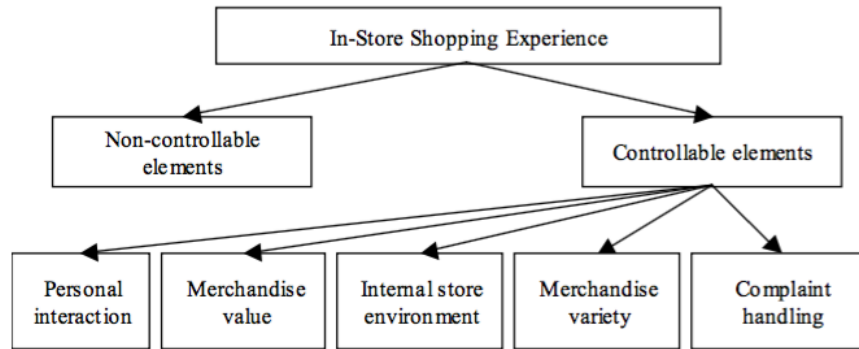 In-Store Shopping Experience
Non-controllable
elements
Controllable elements
Personal
interaction
Merchandise
value
Internal store
environment
Merchandise
variety
Complaint
handling